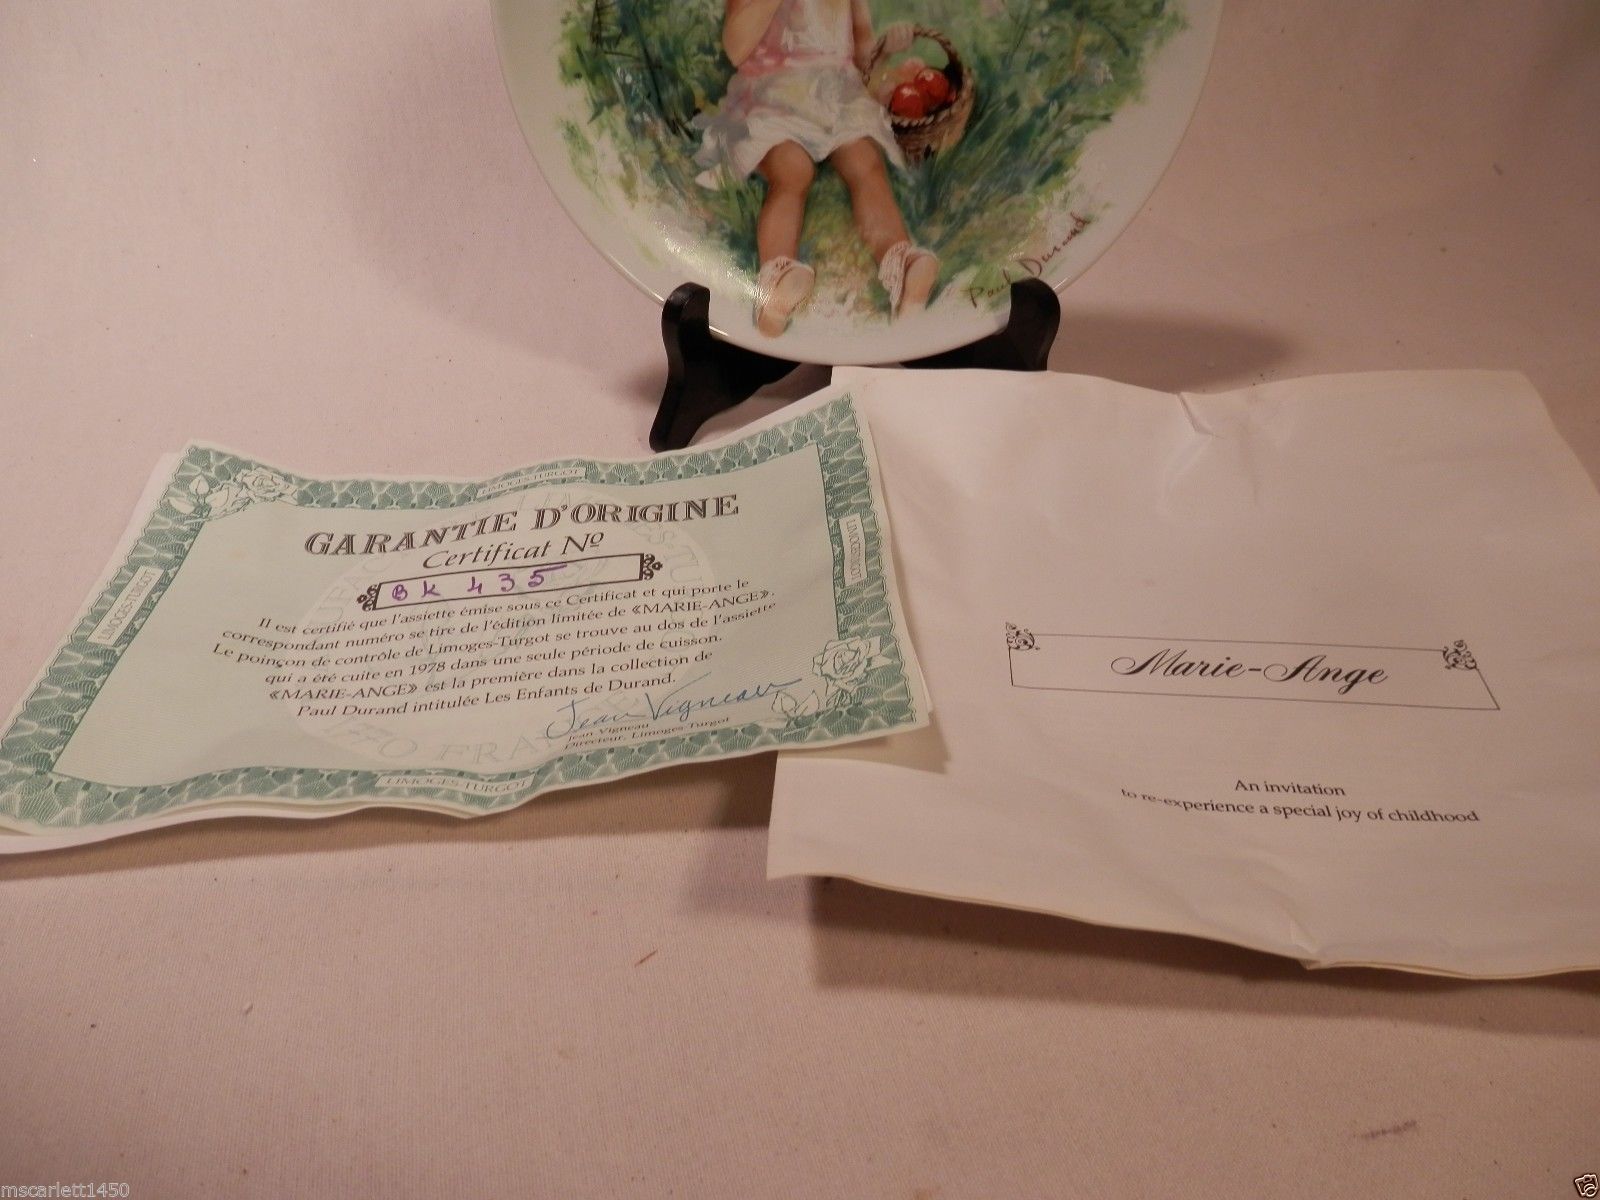 Paul Durand
LIMOGES-TURGOT
LIMOGES-TURGOT
LIMOGES-TURGOT
GARANTIE D'ORIGINE
Certificat Nº
BK 435
Il est certifié que l'assiette émise sous ce Certificat et qui porte le
correspondant numéro se tire de l'édition limitée de «MARIE-ANGE».
Le poinçon de contrôle de Limoges-Turgot se trouve au dos de l'assiette
qui a été cuite en 1978 dans une seule période de cuisson.
«MARIE-ANGE» est la première dans la collection de
Paul Durand intitulée Les Enfants de Durand.
Jean Vigneau
Jean Vigneau
Directeur, Limoges-Turgot
LIMOGES-TURGOT
Marie-Ange
An invitation
to re-experience a special joy of childhood
mscarlett1450